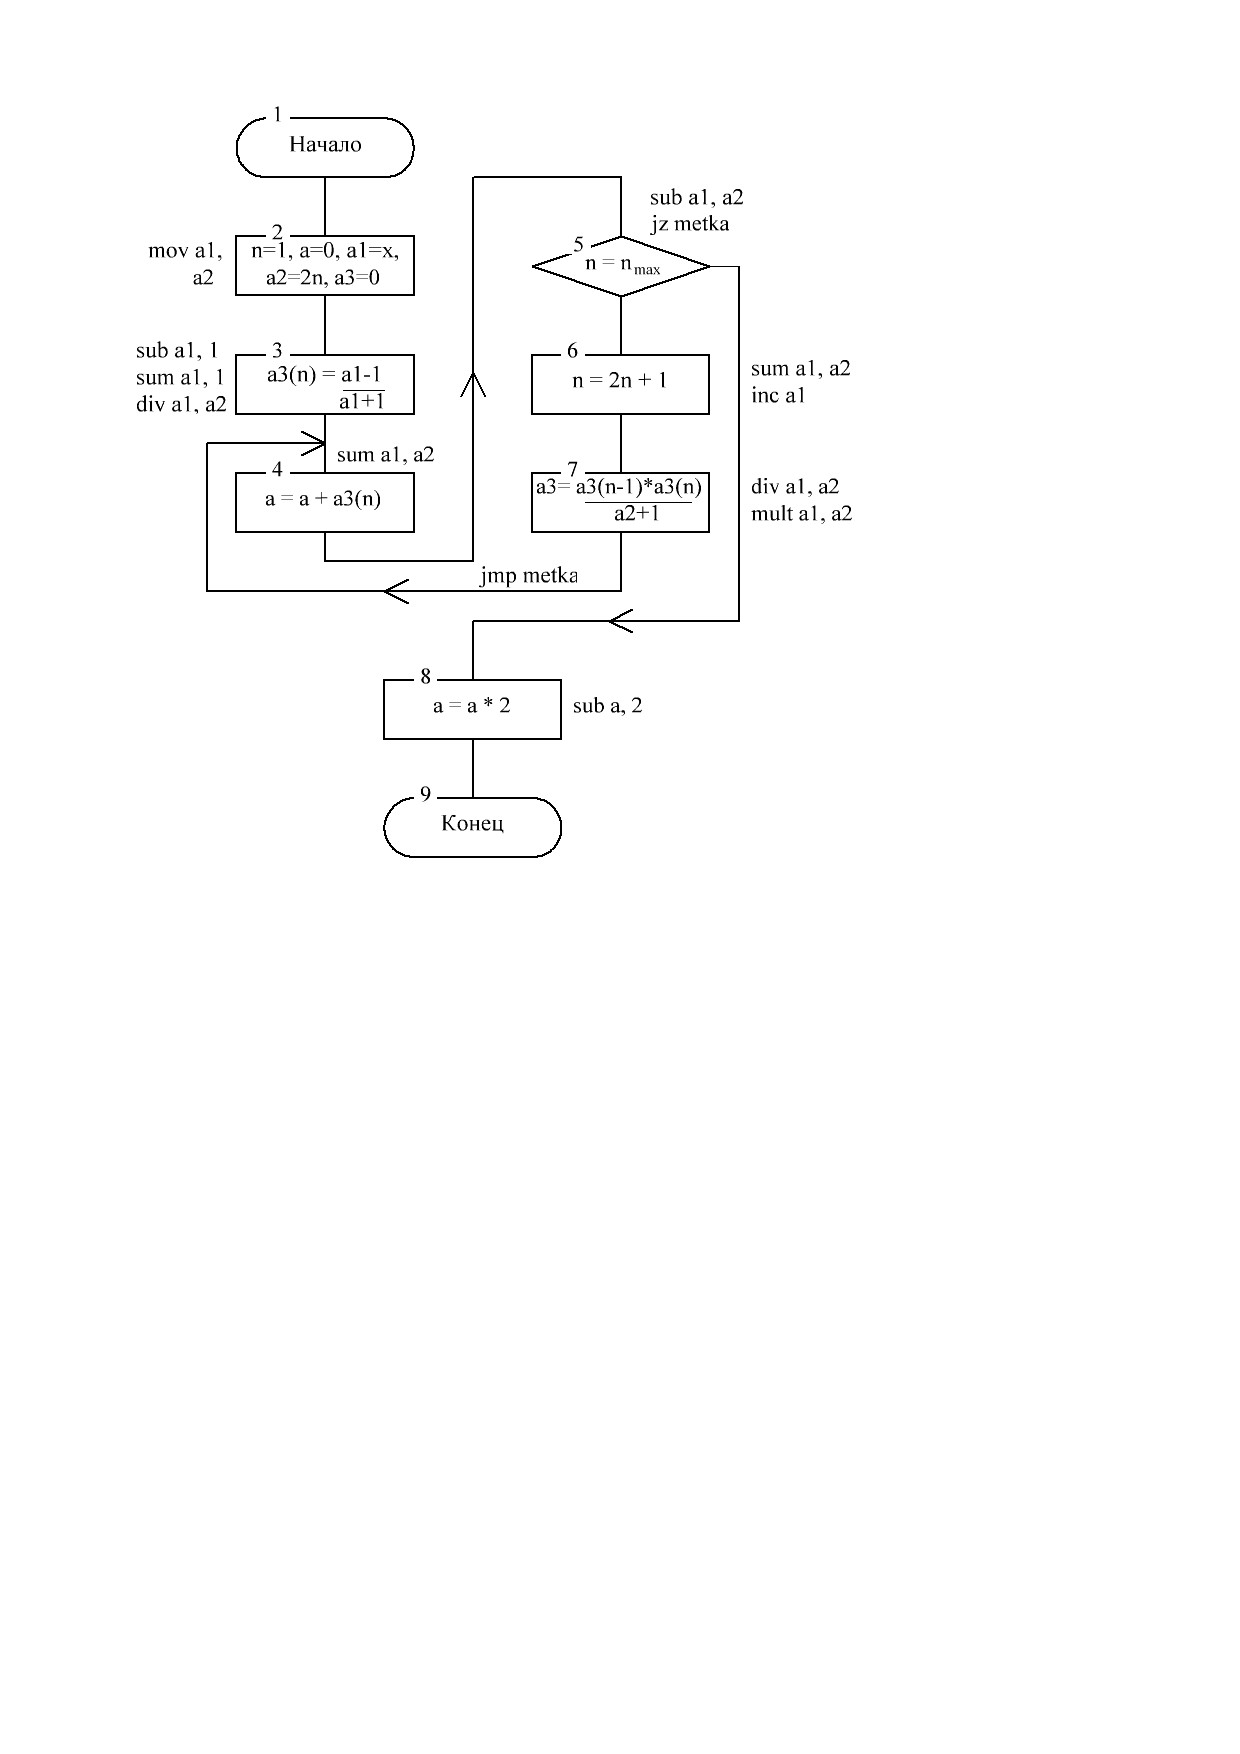 1
Начало
2
mov a1,
a2
n=1, a=0, a1=x,
a2=2n, a3=0
3
sub a1, 1
sum a1, 1
div a1, a2
a3(n) = a1-1
a1+1
sum a1, a2
4
a = a + a3(n)
sub a1, a2
jz metka
5
n = nmax
6
n = 2n + 1
sum a1, a2
inc a1
7
a3= a3(n-1)*a3(n)
a2+1
div a1, a2
mult a1, a2
jmp metka
8
a = a * 2
sub a, 2
9
Конец